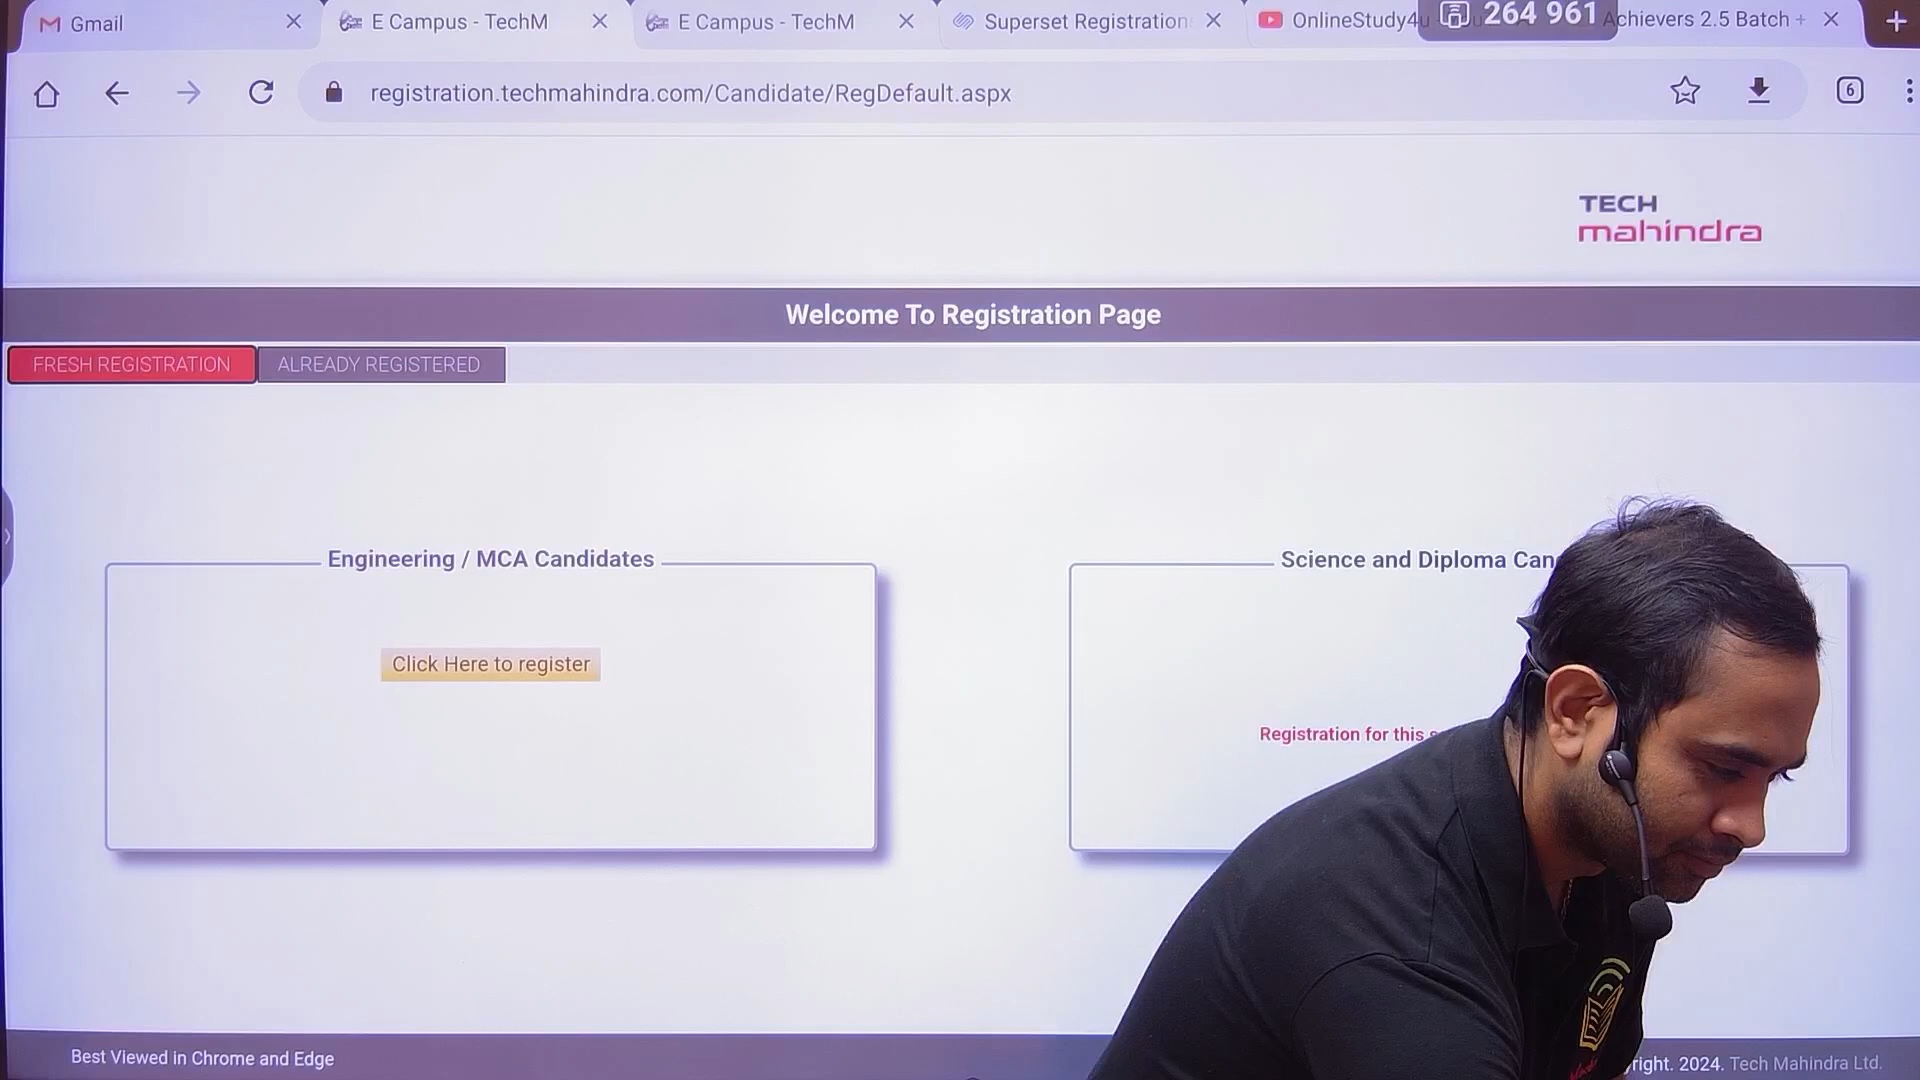 Gmail
E Campus - TechM
E Campus - TechM
Superset Registration
OnlineStudy4u
264 961
Achievers 2.5 Batch +
registration.techmahindra.com/Candidate/RegDefault.aspx
6
TECH
mahindra
Welcome To Registration Page
FRESH REGISTRATION
ALREADY REGISTERED
Engineering / MCA Candidates
Click Here to register
Science and Diploma
Registration for this
Best Viewed in Chrome and Edge
2024. Tech Mahindra Ltd.